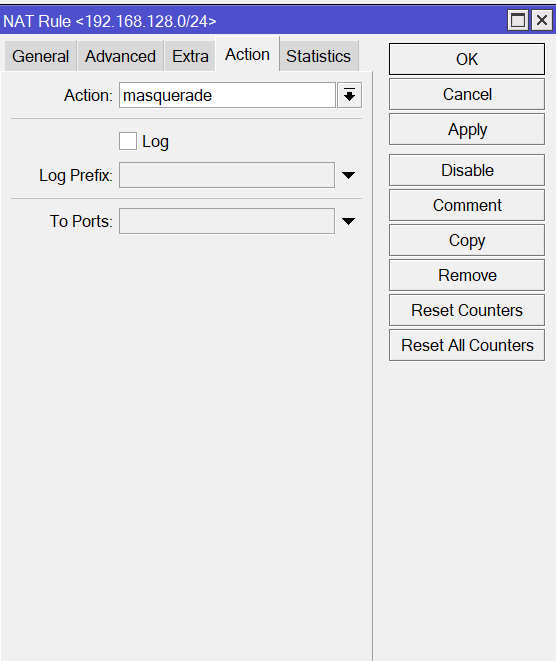 NAT Rule <192.168.128.0/24>
General Advanced Extra Action Statistics
Action: masquerade
Log
Log Prefix:
To Ports:
OK
Cancel
Apply
Disable
Comment
Copy
Remove
Reset Counters
Reset All Counters